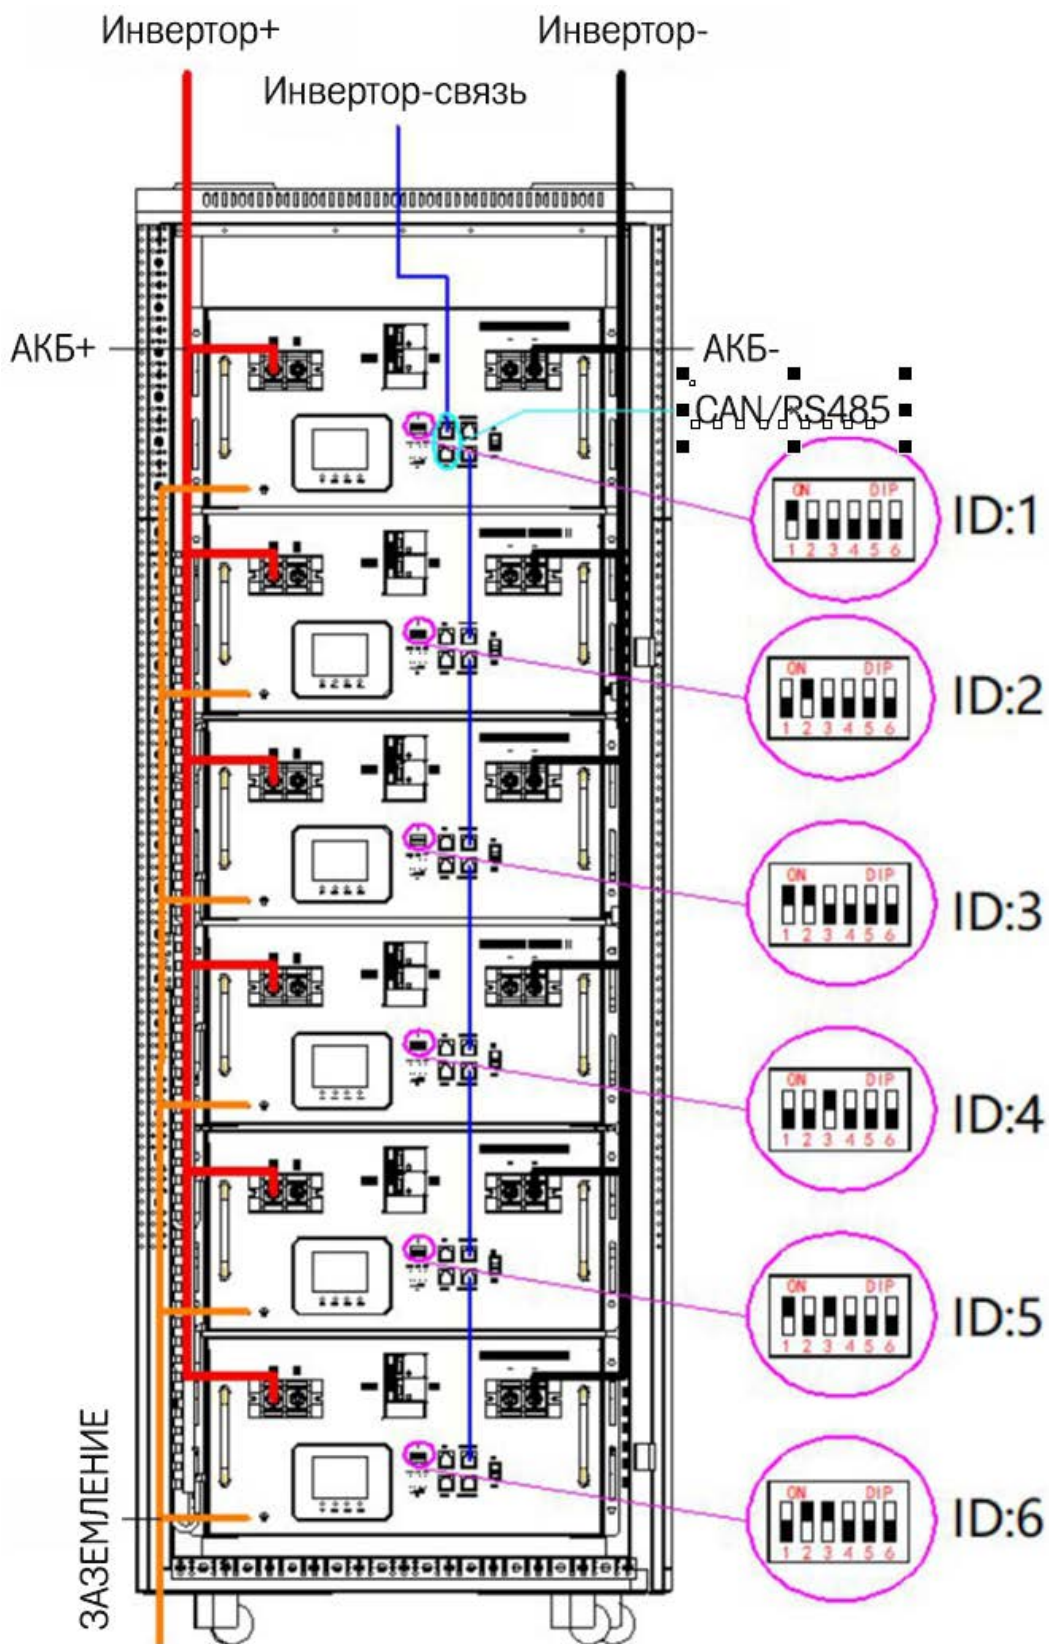 Инвертор+
Инвертор-
Инвертор-связь
АКБ+
АКБ-
CAN/RS485
ON DIP
1 2 3 4 5 6
ID:1
ON DIP
1 2 3 4 5 6
ID:2
ON DIP
1 2 3 4 5 6
ID:3
ON DIP
1 2 3 4 5 6
ID:4
ON DIP
1 2 3 4 5 6
ID:5
ON DIP
1 2 3 4 5 6
ID:6
ЗАЗЕМЛЕНИЕ